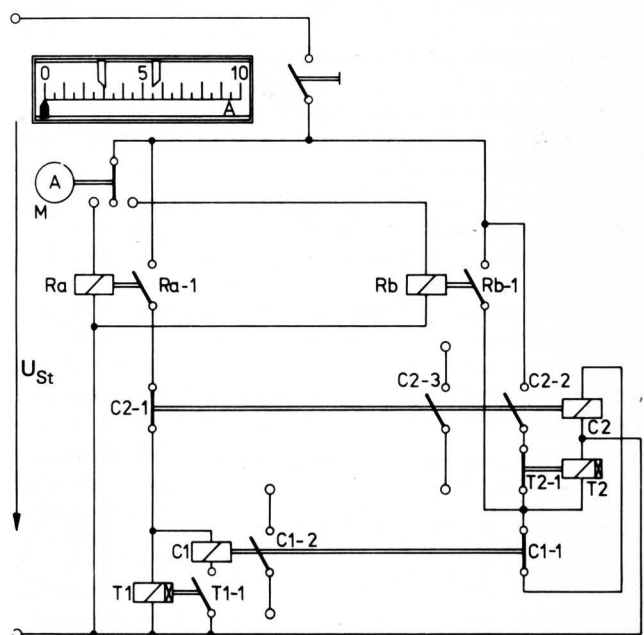 0 5 10
A
A
M
Ra Ra-1 Rb Rb-1
U St
C2-3 C2-2
C2-1 C2
T2-1 T2
C1 C1-2 C1-1
T1 T1-1